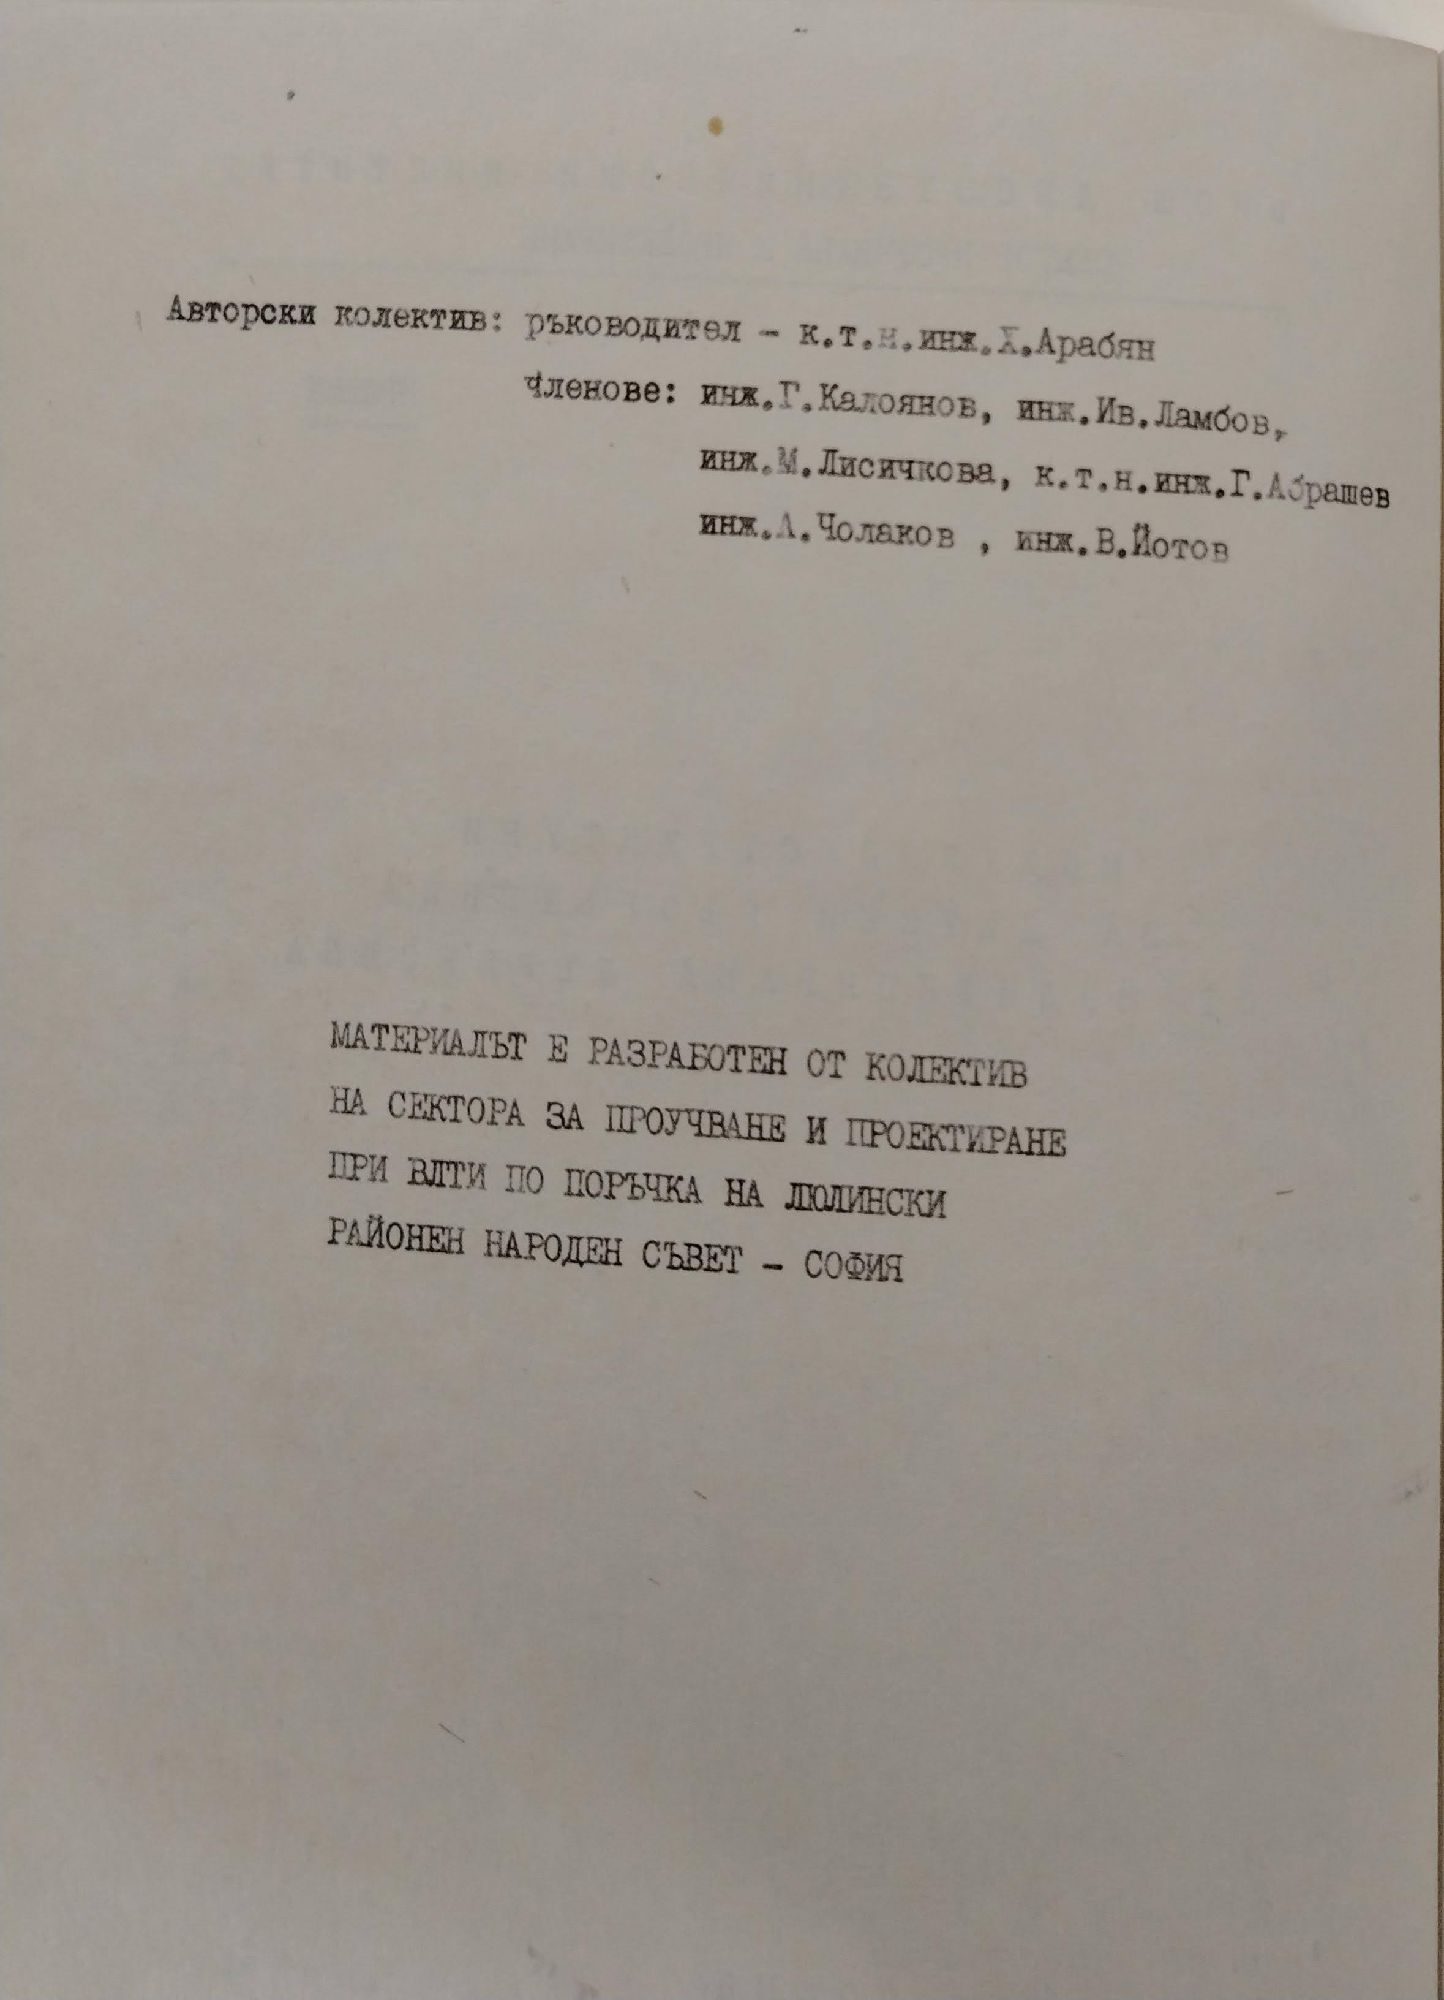 Авторски колектив: ръководител - к.т.н.инж.Х.Арабян
Членове: инж.Г.Калоянов, инж.Ив.Ламбов,
инж.М.Лисичкова, к.т.н.инж.Г.Абрашев
инж.А.Чолаков , инж.В.Йотов
МАТЕРИАЛЪТ Е РАЗРАБОТЕН ОТ КОЛЕКТИВ
НА СЕКТОРА ЗА ПРОУЧВАНЕ И ПРОЕКТИРАНЕ
ПРИ ВЛТИ ПО ПОРЪЧКА НА ЛЮЛИНСКИ
РАЙОНЕН НАРОДЕН СЪВЕТ - СОФИЯ